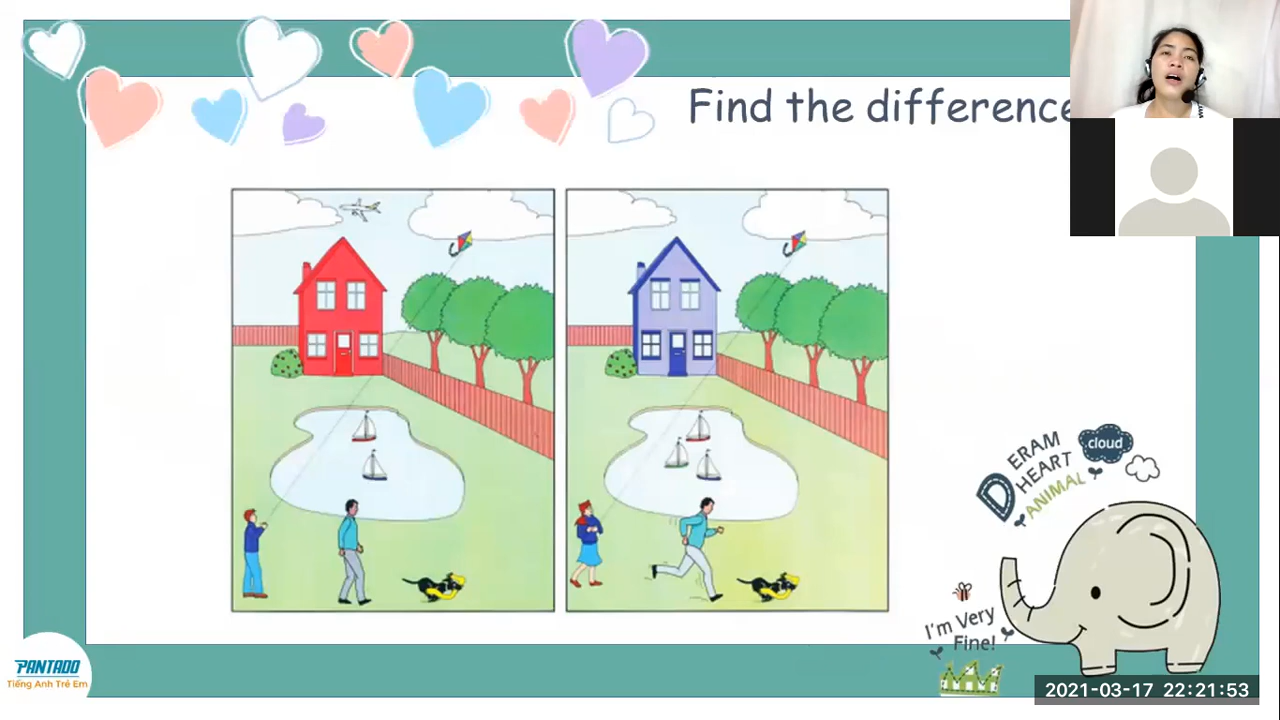 Find the difference
D
ERAM
HEART
ANIMAL
cloud
I'm Very
Fine!
PANTADO
Tiếng Anh Trẻ Em
2021-03-17 22:21:53